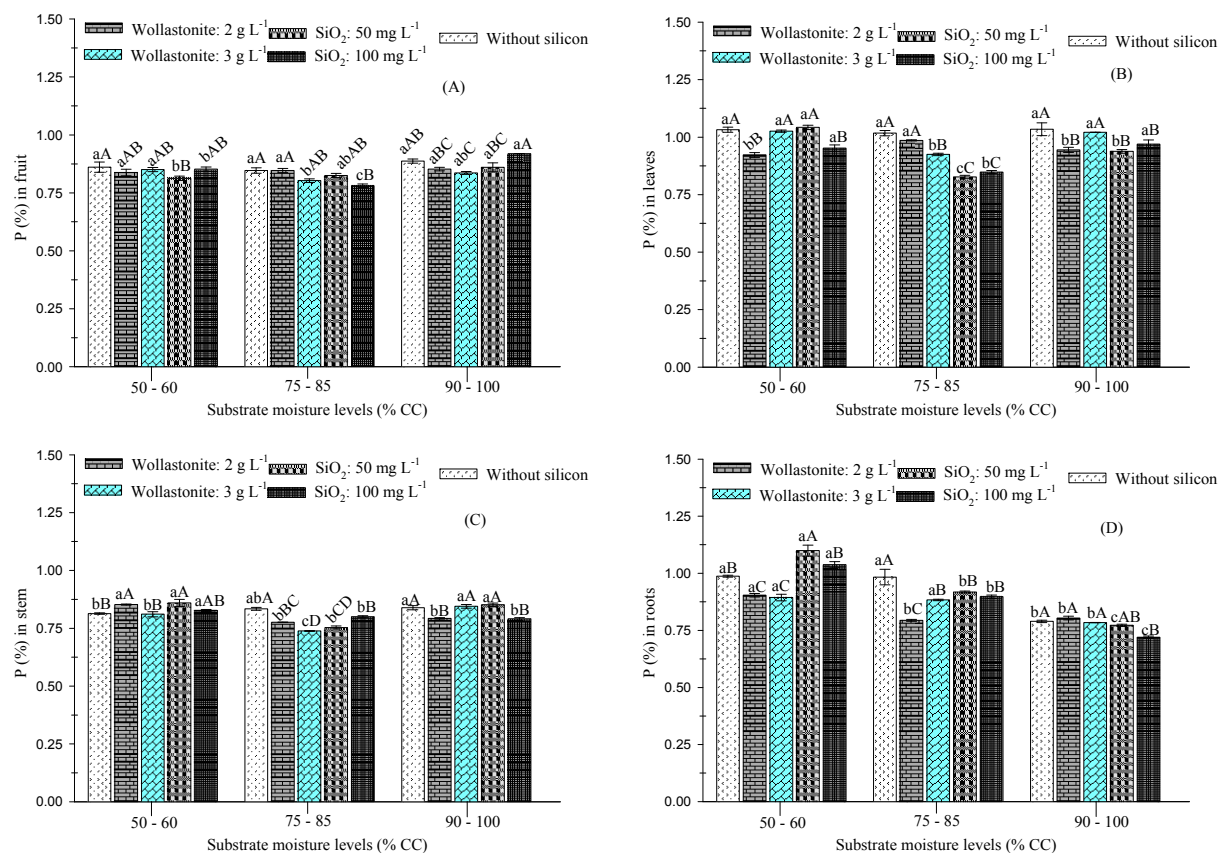 1.50
1.25
1.00
0.75
0.50
0.25
0.00
P (%) in fruit
Wollastonite: 2 g L⁻¹ SiO₂: 50 mg L⁻¹
Wollastonite: 3 g L⁻¹ SiO₂: 100 mg L⁻¹
Without silicon
(A)
aA aAB aAB bB bAB
aA aA bAB abAB cB
aAB aBC abC aBC aA
50 - 60 75 - 85 90 - 100
Substrate moisture levels (% CC)
1.50
1.25
1.00
0.75
0.50
0.25
0.00
P (%) in leaves
Wollastonite: 2 g L⁻¹ SiO₂: 50 mg L⁻¹
Wollastonite: 3 g L⁻¹ SiO₂: 100 mg L⁻¹
Without silicon
(B)
aA bB aA aA aB
aA aA bB cC bC
aA bB aA bB aB
50 - 60 75 - 85 90 - 100
Substrate moisture levels (% CC)
1.50
1.25
1.00
0.75
0.50
0.25
0.00
P (%) in stem
Wollastonite: 2 g L⁻¹ SiO₂: 50 mg L⁻¹
Wollastonite: 3 g L⁻¹ SiO₂: 100 mg L⁻¹
Without silicon
(C)
bB aA bB aA aAB
abA bBC cD bCD bB
aA bB aA aA bB
50 - 60 75 - 85 90 - 100
Substrate moisture levels (% CC)
1.50
1.25
1.00
0.75
0.50
0.25
0.00
P (%) in roots
Wollastonite: 2 g L⁻¹ SiO₂: 50 mg L⁻¹
Wollastonite: 3 g L⁻¹ SiO₂: 100 mg L⁻¹
Without silicon
(D)
aB aC aC aA aB
aA bC aB bB bB
bA bA bA cAB cB
50 - 60 75 - 85 90 - 100
Substrate moisture levels (% CC)